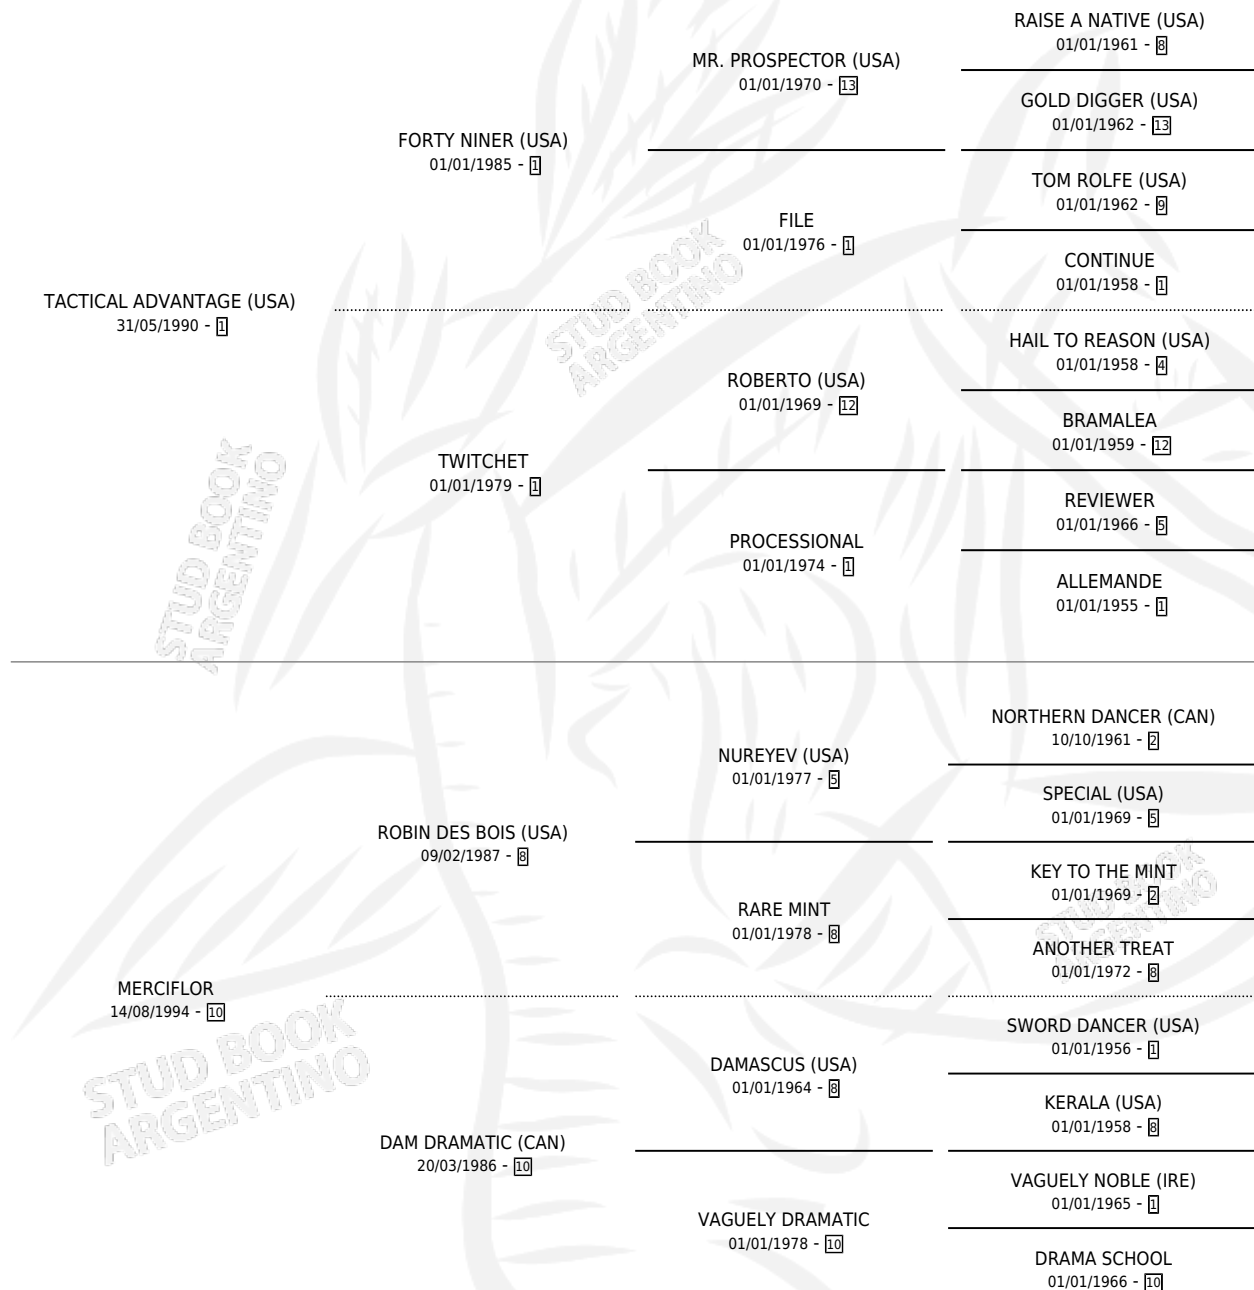 RAISE A NATIVE (USA)
01/01/1961 - 8
MR. PROSPECTOR (USA)
01/01/1970 - 13
GOLD DIGGER (USA)
01/01/1962 - 13
FORTY NINER (USA)
01/01/1985 - 1
TOM ROLFE (USA)
01/01/1962 - 9
FILE
01/01/1976 - 1
CONTINUE
01/01/1958 - 1
TACTICAL ADVANTAGE (USA)
31/05/1990 - 1
HAIL TO REASON (USA)
01/01/1958 - 4
ROBERTO (USA)
01/01/1969 - 12
BRAMALEA
01/01/1959 - 12
TWITCHET
01/01/1979 - 1
REVIEWER
01/01/1966 - 5
PROCESSIONAL
01/01/1974 - 1
ALLEMANDE
01/01/1955 - 1
NORTHERN DANCER (CAN)
10/10/1961 - 2
NUREYEV (USA)
01/01/1977 - 5
SPECIAL (USA)
01/01/1969 - 5
ROBIN DES BOIS (USA)
09/02/1987 - 8
KEY TO THE MINT
01/01/1969 - 2
RARE MINT
01/01/1978 - 8
ANOTHER TREAT
01/01/1972 - 8
MERCIFLOR
14/08/1994 - 10
SWORD DANCER (USA)
01/01/1956 - 1
DAMASCUS (USA)
01/01/1964 - 8
KERALA (USA)
01/01/1958 - 8
DAM DRAMATIC (CAN)
20/03/1986 - 10
VAGUELY NOBLE (IRE)
01/01/1965 - 1
VAGUELY DRAMATIC
01/01/1978 - 10
DRAMA SCHOOL
01/01/1966 - 10
STUD BOOK
ARGENTINO
STUD BOOK
ARGENTINO
STUD BOOK
ARGENTINO
STUD BOOK
ARGENTINO